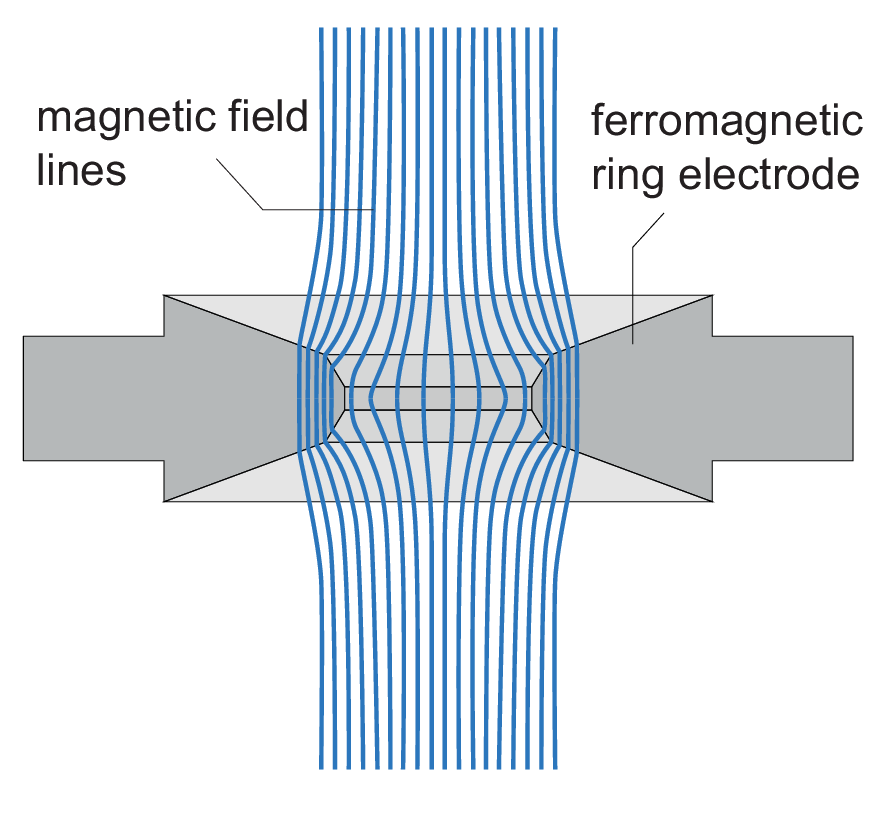 magnetic field
lines
ferromagnetic
ring electrode